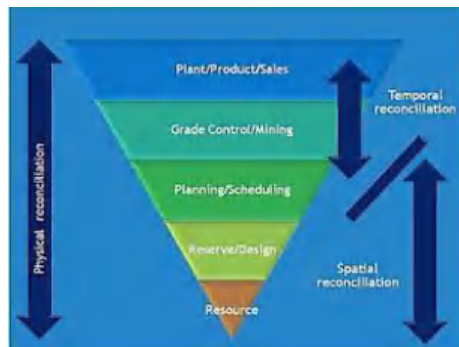 Plant/Product/Sales
Temporal
reconciliation
Grade Control/Mining
Physical reconciliation
Planning/Scheduling
Reserve/Design
Spatial
reconciliation
Resource